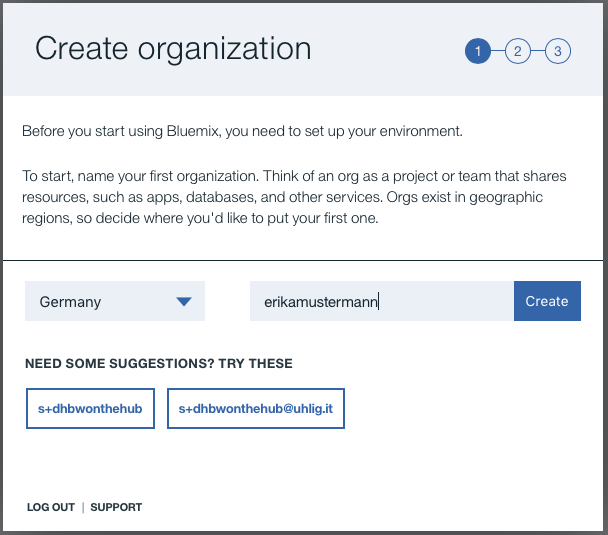 Create organization
1 2 3
Before you start using Bluemix, you need to set up your environment.
To start, name your first organization. Think of an org as a project or team that shares
resources, such as apps, databases, and other services. Orgs exist in geographic
regions, so decide where you'd like to put your first one.
Germany erikamustermann Create
NEED SOME SUGGESTIONS? TRY THESE
s+dhbwonthehub s+dhbwonthehub@uhlig.it
LOG OUT | SUPPORT